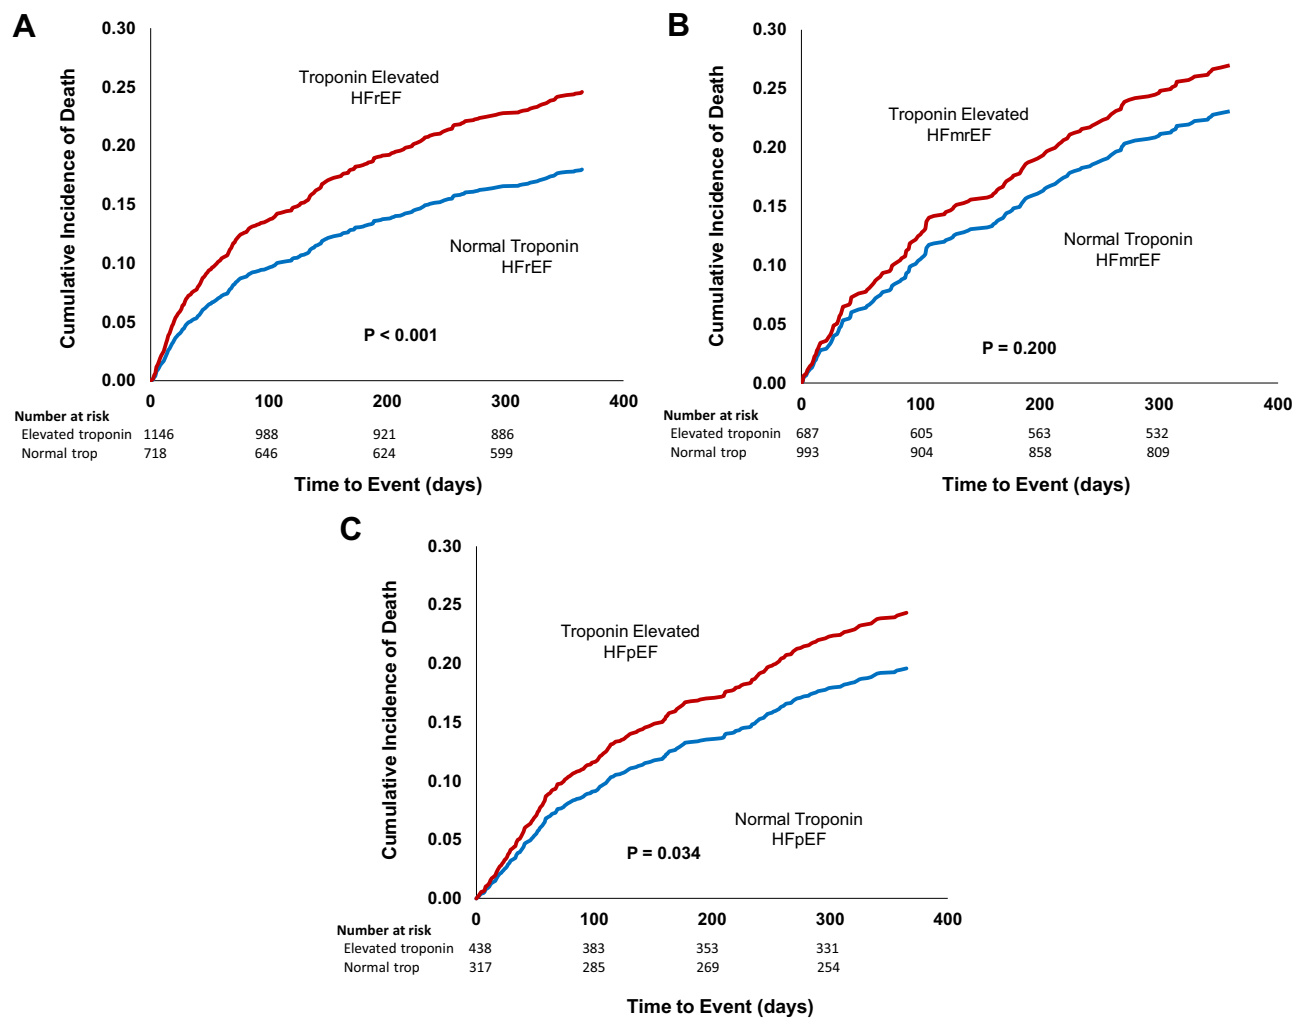 A
Cumulative Incidence of Death
0.30
0.25
0.20
0.15
0.10
0.05
0.00
Troponin Elevated
HFrEF
Normal Troponin
HFrEF
P < 0.001
0 100 200 300 400
Number at risk
Elevated troponin 1146 988 921 886
Normal trop 718 646 624 599
Time to Event (days)
B
Cumulative Incidence of Death
0.30
0.25
0.20
0.15
0.10
0.05
0.00
Troponin Elevated
HFmrEF
Normal Troponin
HFmrEF
P = 0.200
0 100 200 300 400
Number at risk
Elevated troponin 687 605 563 532
Normal trop 993 904 858 809
Time to Event (days)
C
Cumulative Incidence of Death
0.30
0.25
0.20
0.15
0.10
0.05
0.00
Troponin Elevated
HFpEF
Normal Troponin
HFpEF
P = 0.034
0 100 200 300 400
Number at risk
Elevated troponin 438 383 353 331
Normal trop 317 285 269 254
Time to Event (days)